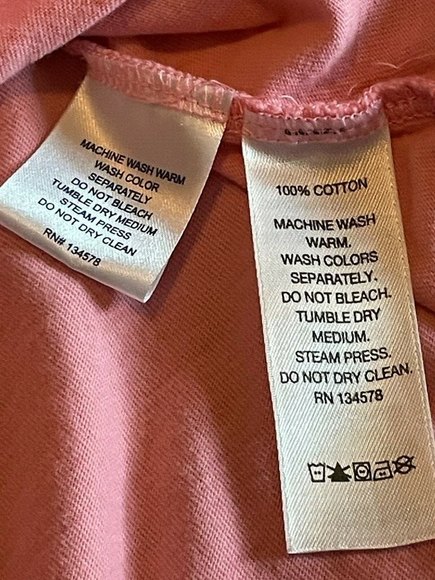 MACHINE WASH WARM
WASH COLOR
SEPARATELY
DO NOT BLEACH
TUMBLE DRY MEDIUM
STEAM PRESS
DO NOT DRY CLEAN
RN# 134578
100% COTTON
MACHINE WASH
WARM.
WASH COLORS
SEPARATELY.
DO NOT BLEACH.
TUMBLE DRY
MEDIUM.
STEAM PRESS.
DO NOT DRY CLEAN.
RN 134578